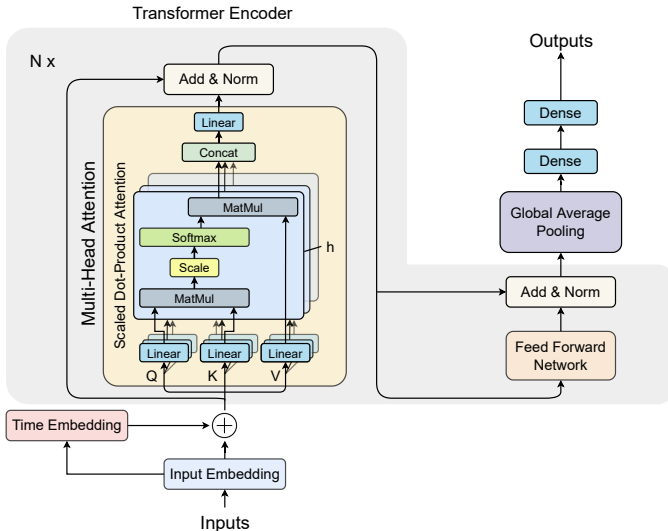 Transformer Encoder
N x
Add & Norm
Linear
Concat
Multi-Head Attention
Scaled Dot-Product Attention
MatMul
Softmax
Scale
MatMul
h
Linear
Linear
Linear
Q
K
V
Time Embedding
Input Embedding
Inputs
Outputs
Dense
Dense
Global Average
Pooling
Add & Norm
Feed Forward
Network